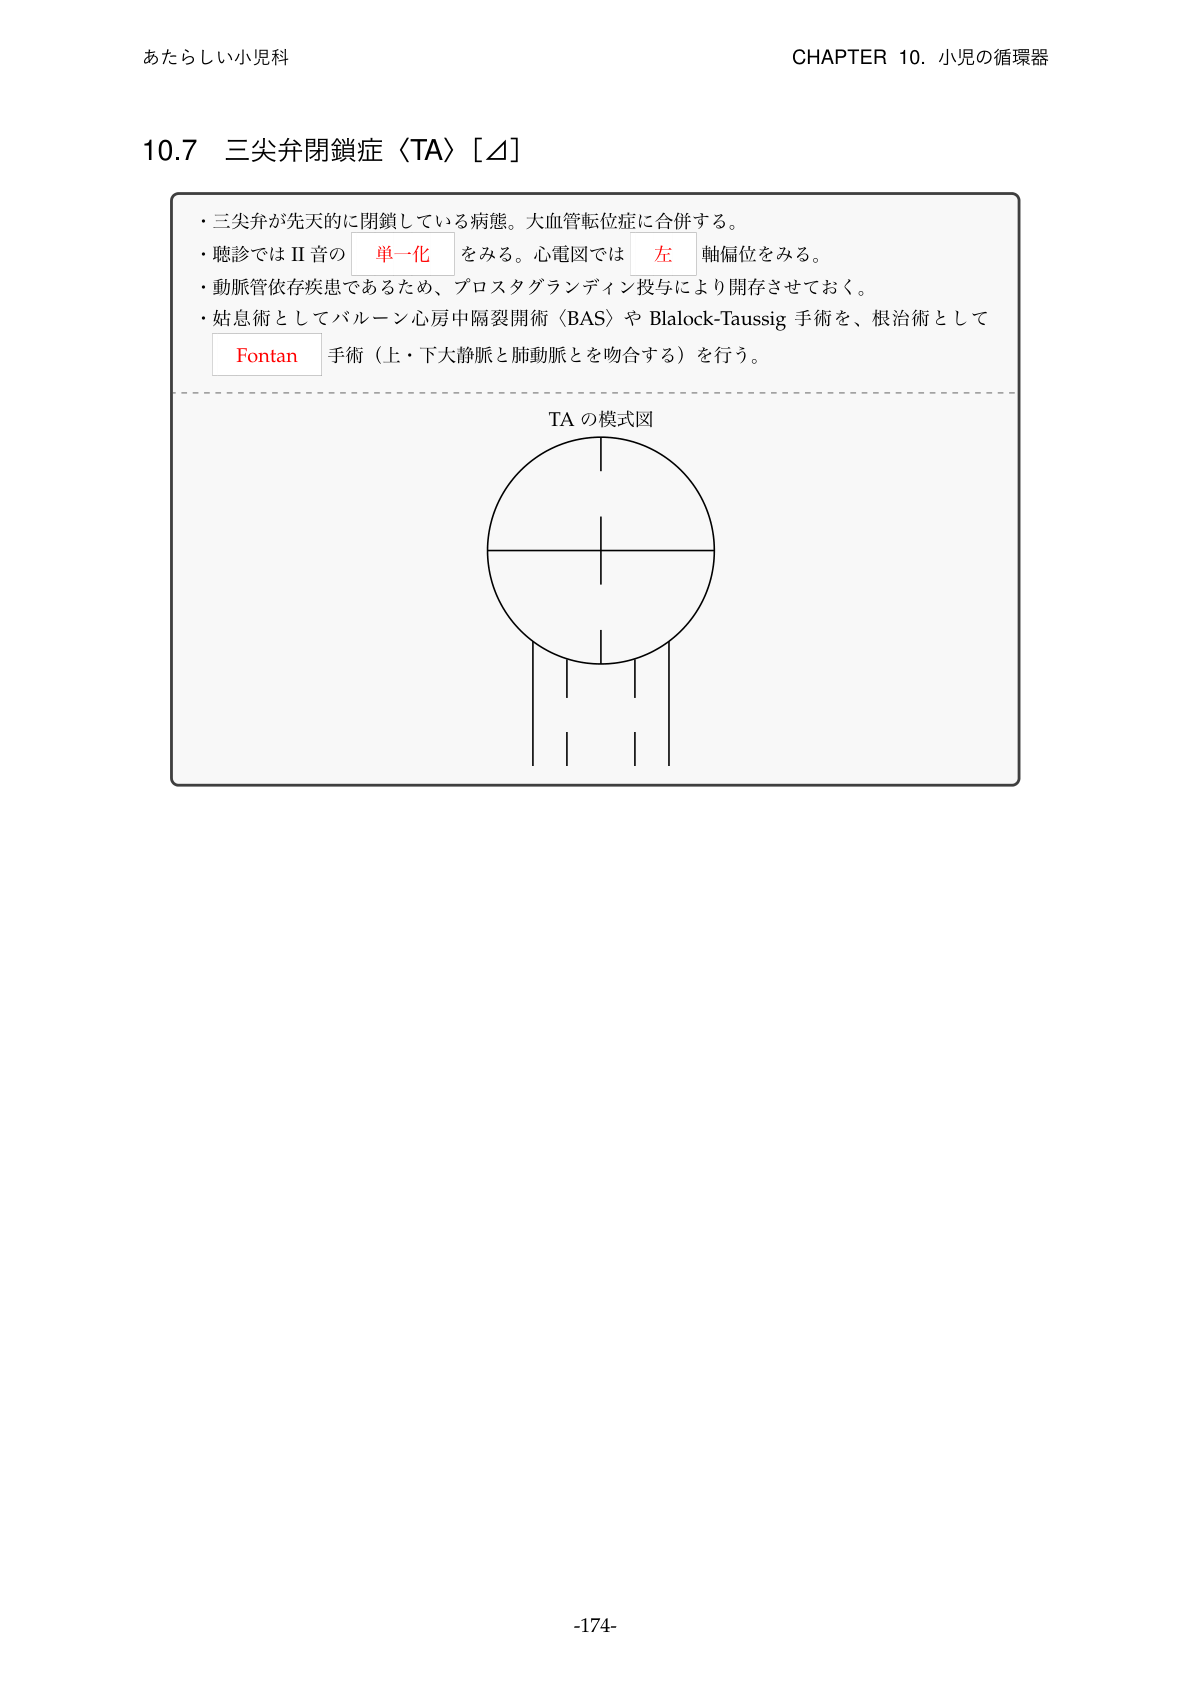 あたらしい小児科
CHAPTER 10. 小児の循環器
10.7 三尖弁閉鎖症〈TA〉[⊿]
・三尖弁が先天的に閉鎖している病態。大血管転位症に合併する。
・聴診では II 音の 単一化 をみる。心電図では 左 軸偏位をみる。
・動脈管依存疾患であるため、プロスタグランディン投与により開存させておく。
・姑息術としてバルーン心房中隔裂開術〈BAS〉や Blalock-Taussig 手術を、根治術として
Fontan 手術（上・下大静脈と肺動脈とを吻合する）を行う。
TA の模式図
-174-